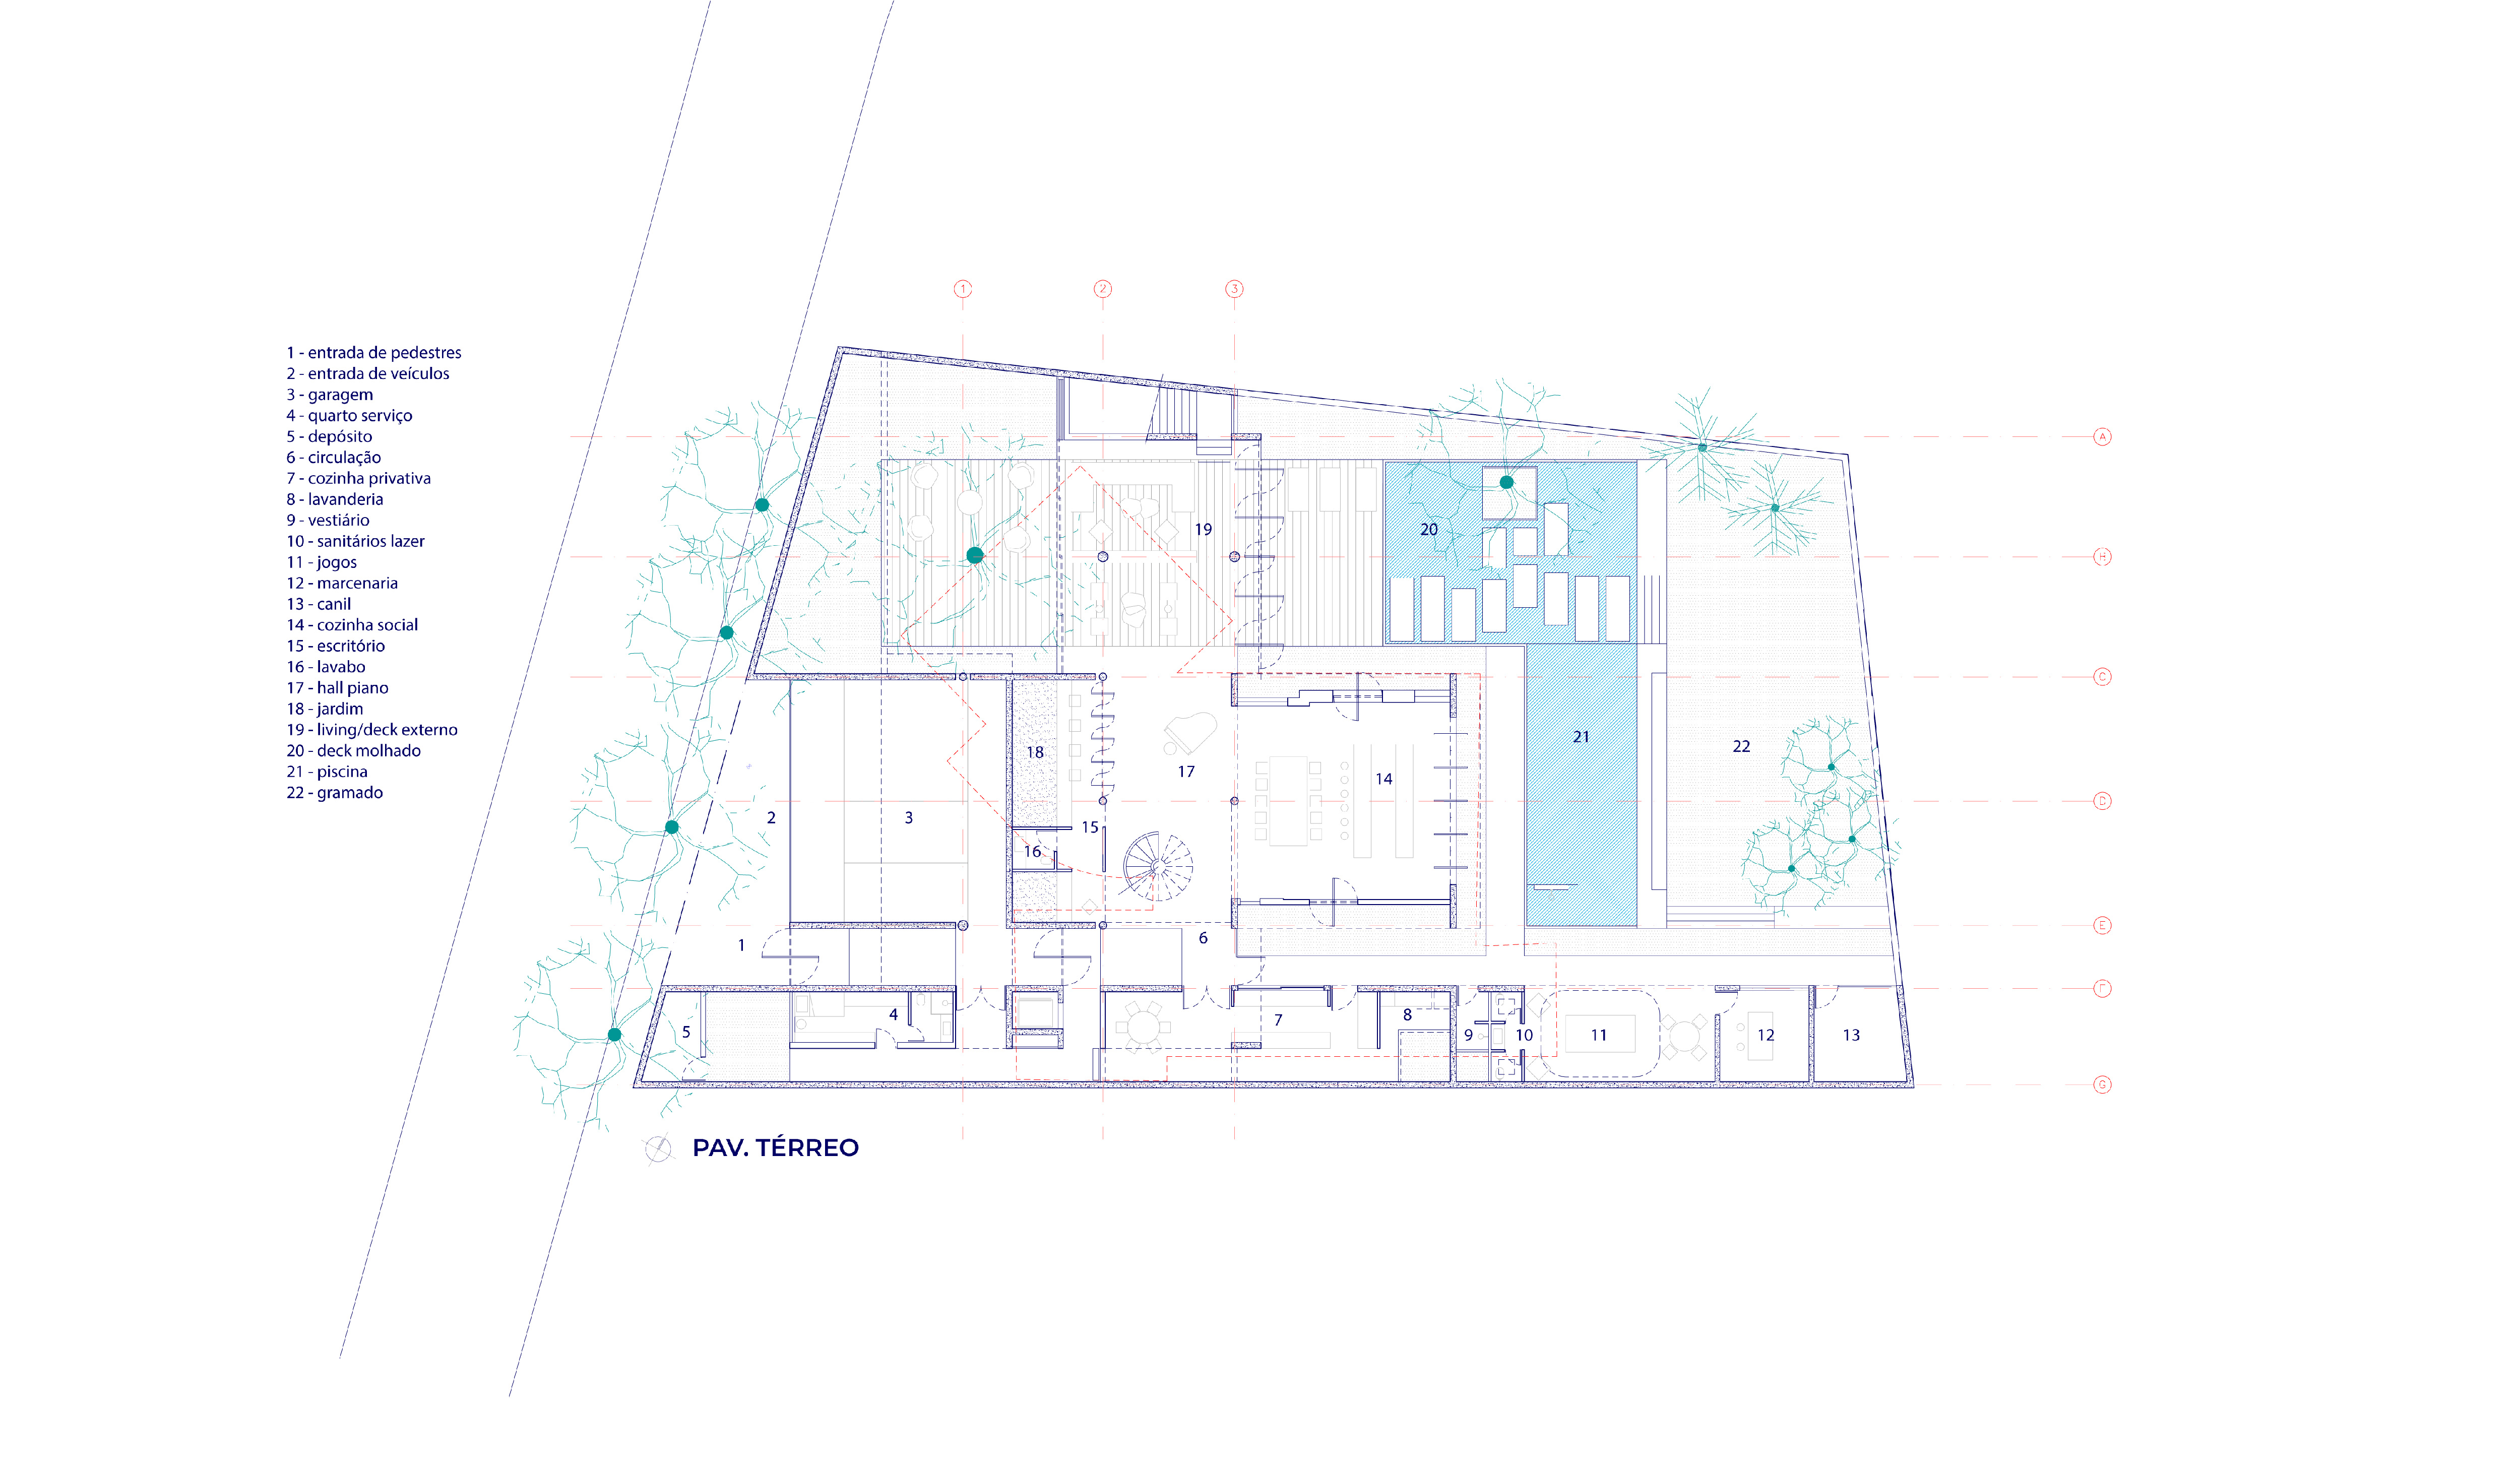 1 2 3
1 - entrada de pedestres
2 - entrada de veículos
3 - garagem
4 - quarto serviço
5 - depósito
6 - circulação
7 - cozinha privativa
8 - lavanderia
9 - vestiário
10 - sanitários lazer
11 - jogos
12 - marcenaria
13 - canil
14 - cozinha social
15 - escritório
16 - lavabo
17 - hall piano
18 - jardim
19 - living/deck externo
20 - deck molhado
21 - piscina
22 - gramado
A
19 20
H
C
18 17 14 21 22
2 3 15
D
16
1 6
E
F
5 4 7 8 9 10 11 12 13
G
PAV. TÉRREO